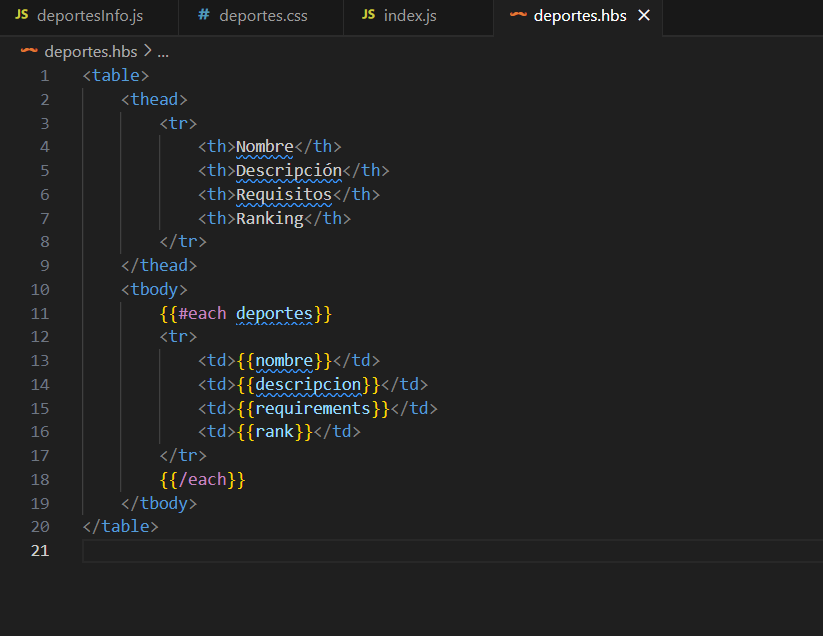 JS deportesInfo.js # deportes.css JS index.js deportes.hbs ×
deportes.hbs > ...
1 <table>
2 <thead>
3 <tr>
4 <th>Nombre</th>
5 <th>Descripción</th>
6 <th>Requisitos</th>
7 <th>Ranking</th>
8 </tr>
9 </thead>
10 <tbody>
11 {{#each deportes}}
12 <tr>
13 <td>{{nombre}}</td>
14 <td>{{descripcion}}</td>
15 <td>{{requirements}}</td>
16 <td>{{rank}}</td>
17 </tr>
18 {{/each}}
19 </tbody>
20 </table>
21